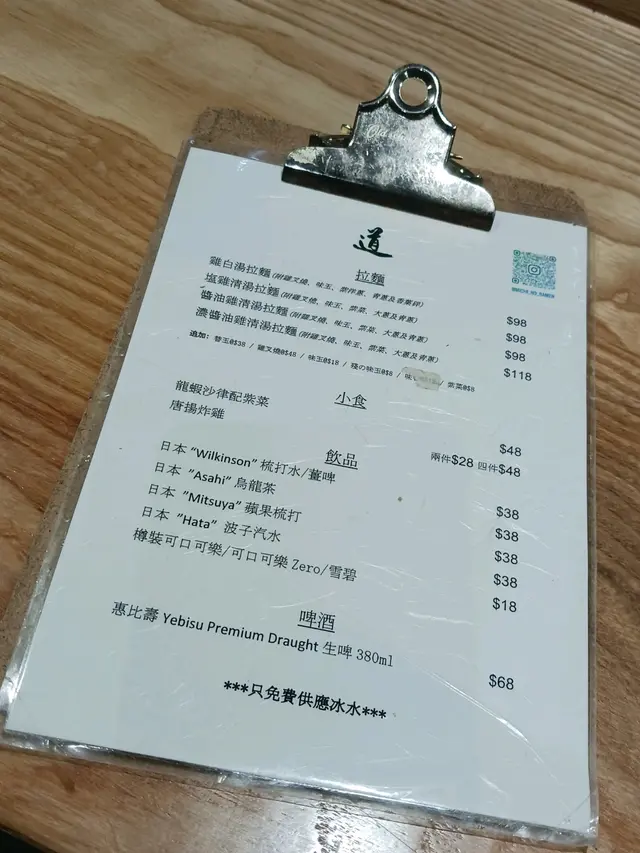 道
拉麵
雞白湯拉麵(附雞叉燒、味玉、紫洋蔥、青蔥及香葉碎) $98
塩雞清湯拉麵(附雞叉燒、味玉、紫菜、大蔥及青蔥) $98
醬油雞清湯拉麵(附雞叉燒、味玉、紫菜、大蔥及青蔥) $98
濃醬油雞清湯拉麵(附雞叉燒、味玉、紫菜、大蔥及青蔥) $118
追加: 替玉@$38 / 雞叉燒@$48 / 味玉@$18 / 殘の味玉@$8 / 紫菜@$8
小食
龍蝦沙律配紫菜 $48
唐揚炸雞 兩件$28 四件$48
飲品
日本 "Wilkinson" 梳打水/薑啤 $38
日本 "Asahi" 烏龍茶 $38
日本 "Mitsuya" 蘋果梳打 $38
日本 "Hata" 波子汽水 $38
樽裝可口可樂/可口可樂 Zero/雪碧 $18
啤酒
惠比壽 Yebisu Premium Draught 生啤 380ml $68
***只免費供應冰水***